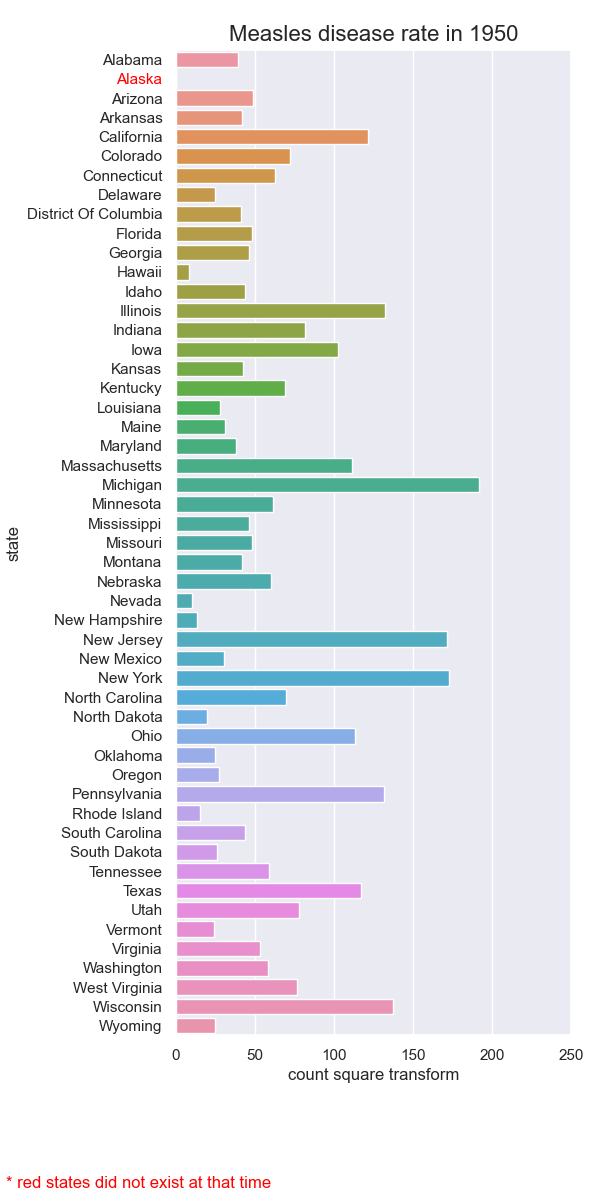 Measles disease rate in 1950
Alabama
Alaska
Arizona
Arkansas
California
Colorado
Connecticut
Delaware
District Of Columbia
Florida
Georgia
Hawaii
Idaho
Illinois
Indiana
Iowa
Kansas
Kentucky
Louisiana
Maine
Maryland
Massachusetts
Michigan
Minnesota
Mississippi
Missouri
Montana
Nebraska
Nevada
New Hampshire
New Jersey
New Mexico
New York
North Carolina
North Dakota
Ohio
Oklahoma
Oregon
Pennsylvania
Rhode Island
South Carolina
South Dakota
Tennessee
Texas
Utah
Vermont
Virginia
Washington
West Virginia
Wisconsin
Wyoming
state
0 50 100 150 200 250
count square transform
* red states did not exist at that time